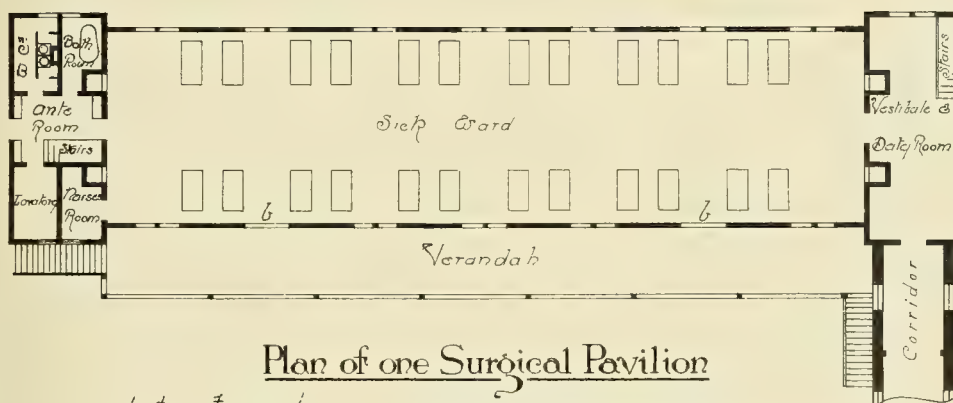 Bath
Room
Stairs
Ante
Room
Sick Ward
Vestibule &
Day Room
Stairs
Lavatory
Nurses
Room
b
b
Verandah
Corridor
Plan of one Surgical Pavilion